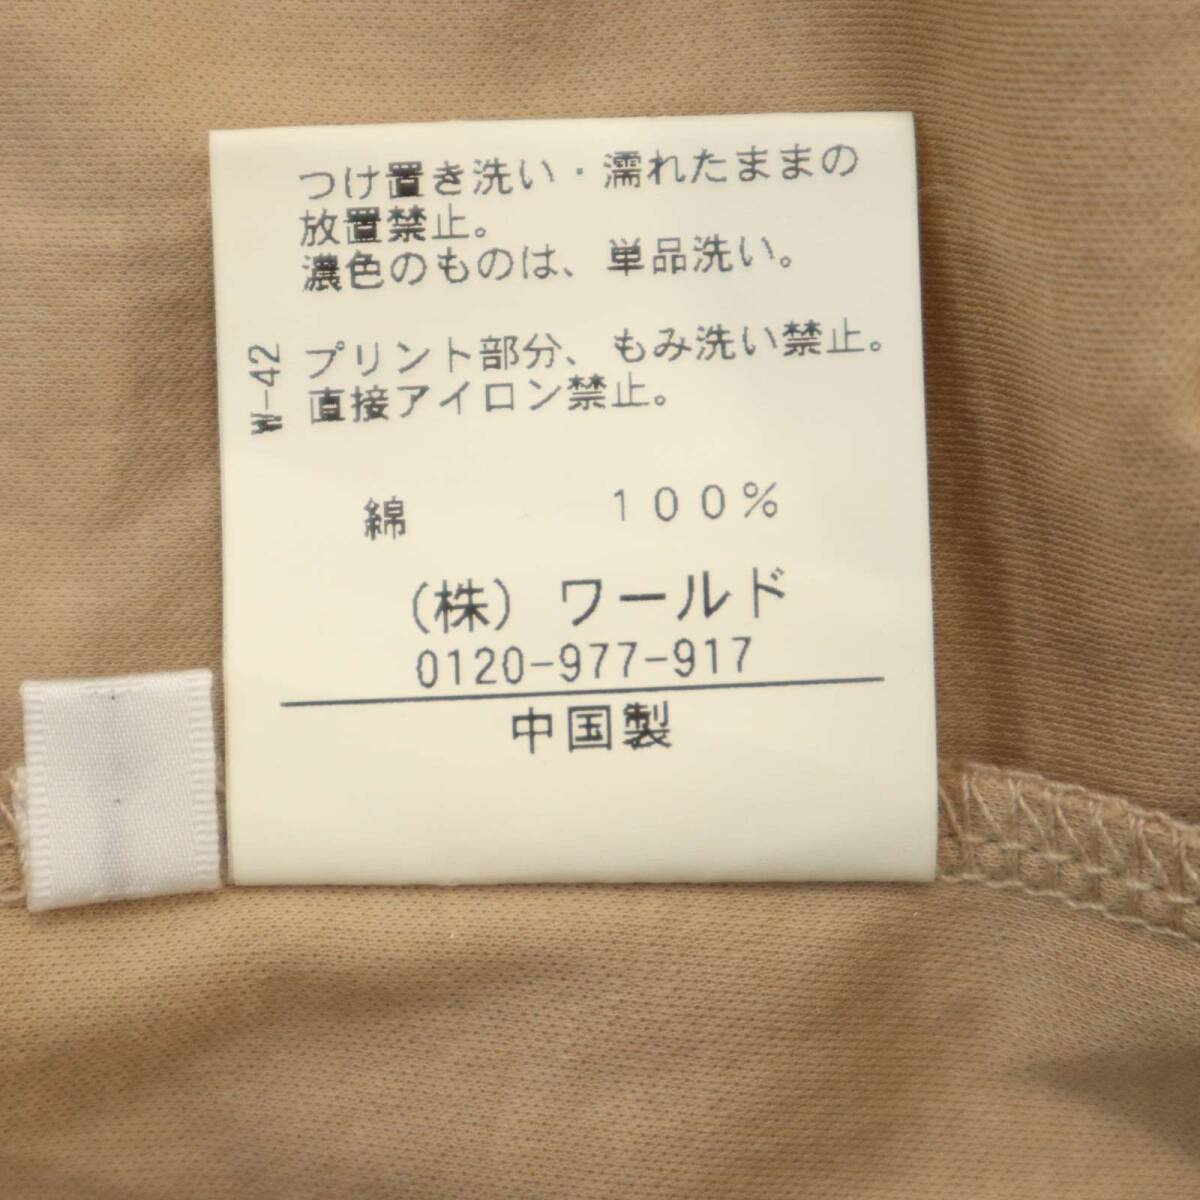 つけ置き洗い・濡れたままの
放置禁止。
濃色のものは、単品洗い。
プリント部分、もみ洗い禁止。
直接アイロン禁止。
W-42
綿 100%
(株) ワールド
0120-977-917
中国製